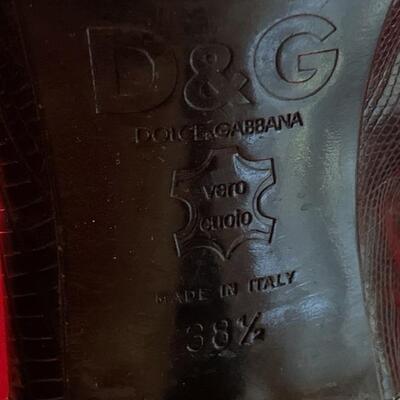 D&G
DOLCE&GABBANA
vero
cuoio
MADE IN ITALY
38½